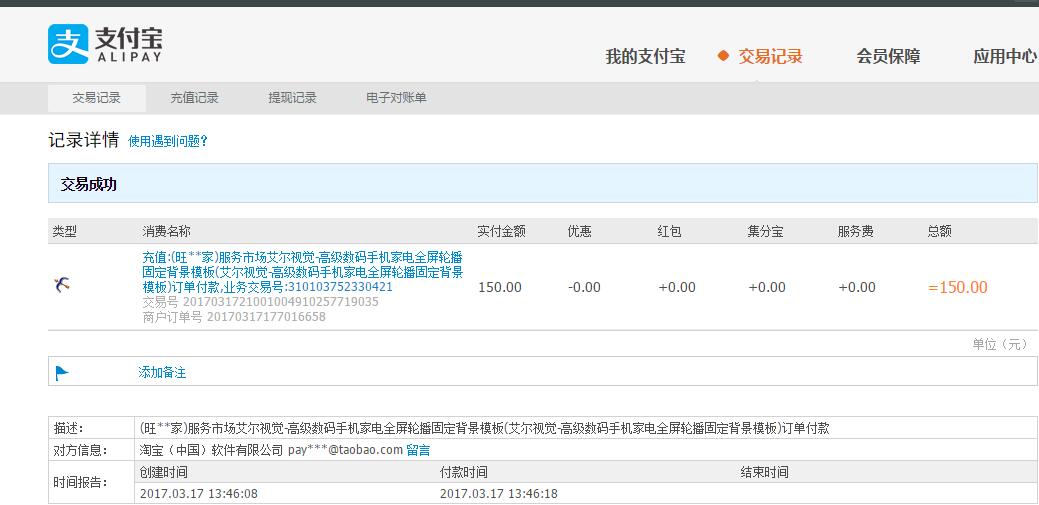 支付宝
ALIPAY
我的支付宝 交易记录 会员保障 应用中心
交易记录 充值记录 提现记录 电子对账单
记录详情 使用遇到问题?
交易成功
类型 消费名称 实付金额 优惠 红包 集分宝 服务费 总额
充值:(旺**家)服务市场艾尔视觉-高级数码手机家电全屏轮播
固定背景模板(艾尔视觉-高级数码手机家电全屏轮播固定背景
模板)订单付款,业务交易号:310103752330421
交易号 2017031721001004910257719035
商户订单号 20170317177016658
150.00 -0.00 +0.00 +0.00 +0.00 =150.00
单位（元）
添加备注
描述: (旺**家)服务市场艾尔视觉-高级数码手机家电全屏轮播固定背景模板(艾尔视觉-高级数码手机家电全屏轮播固定背景模板)订单付款
对方信息: 淘宝（中国）软件有限公司 pay***@taobao.com 留言
时间报告: 创建时间 付款时间 结束时间
2017.03.17 13:46:08 2017.03.17 13:46:18